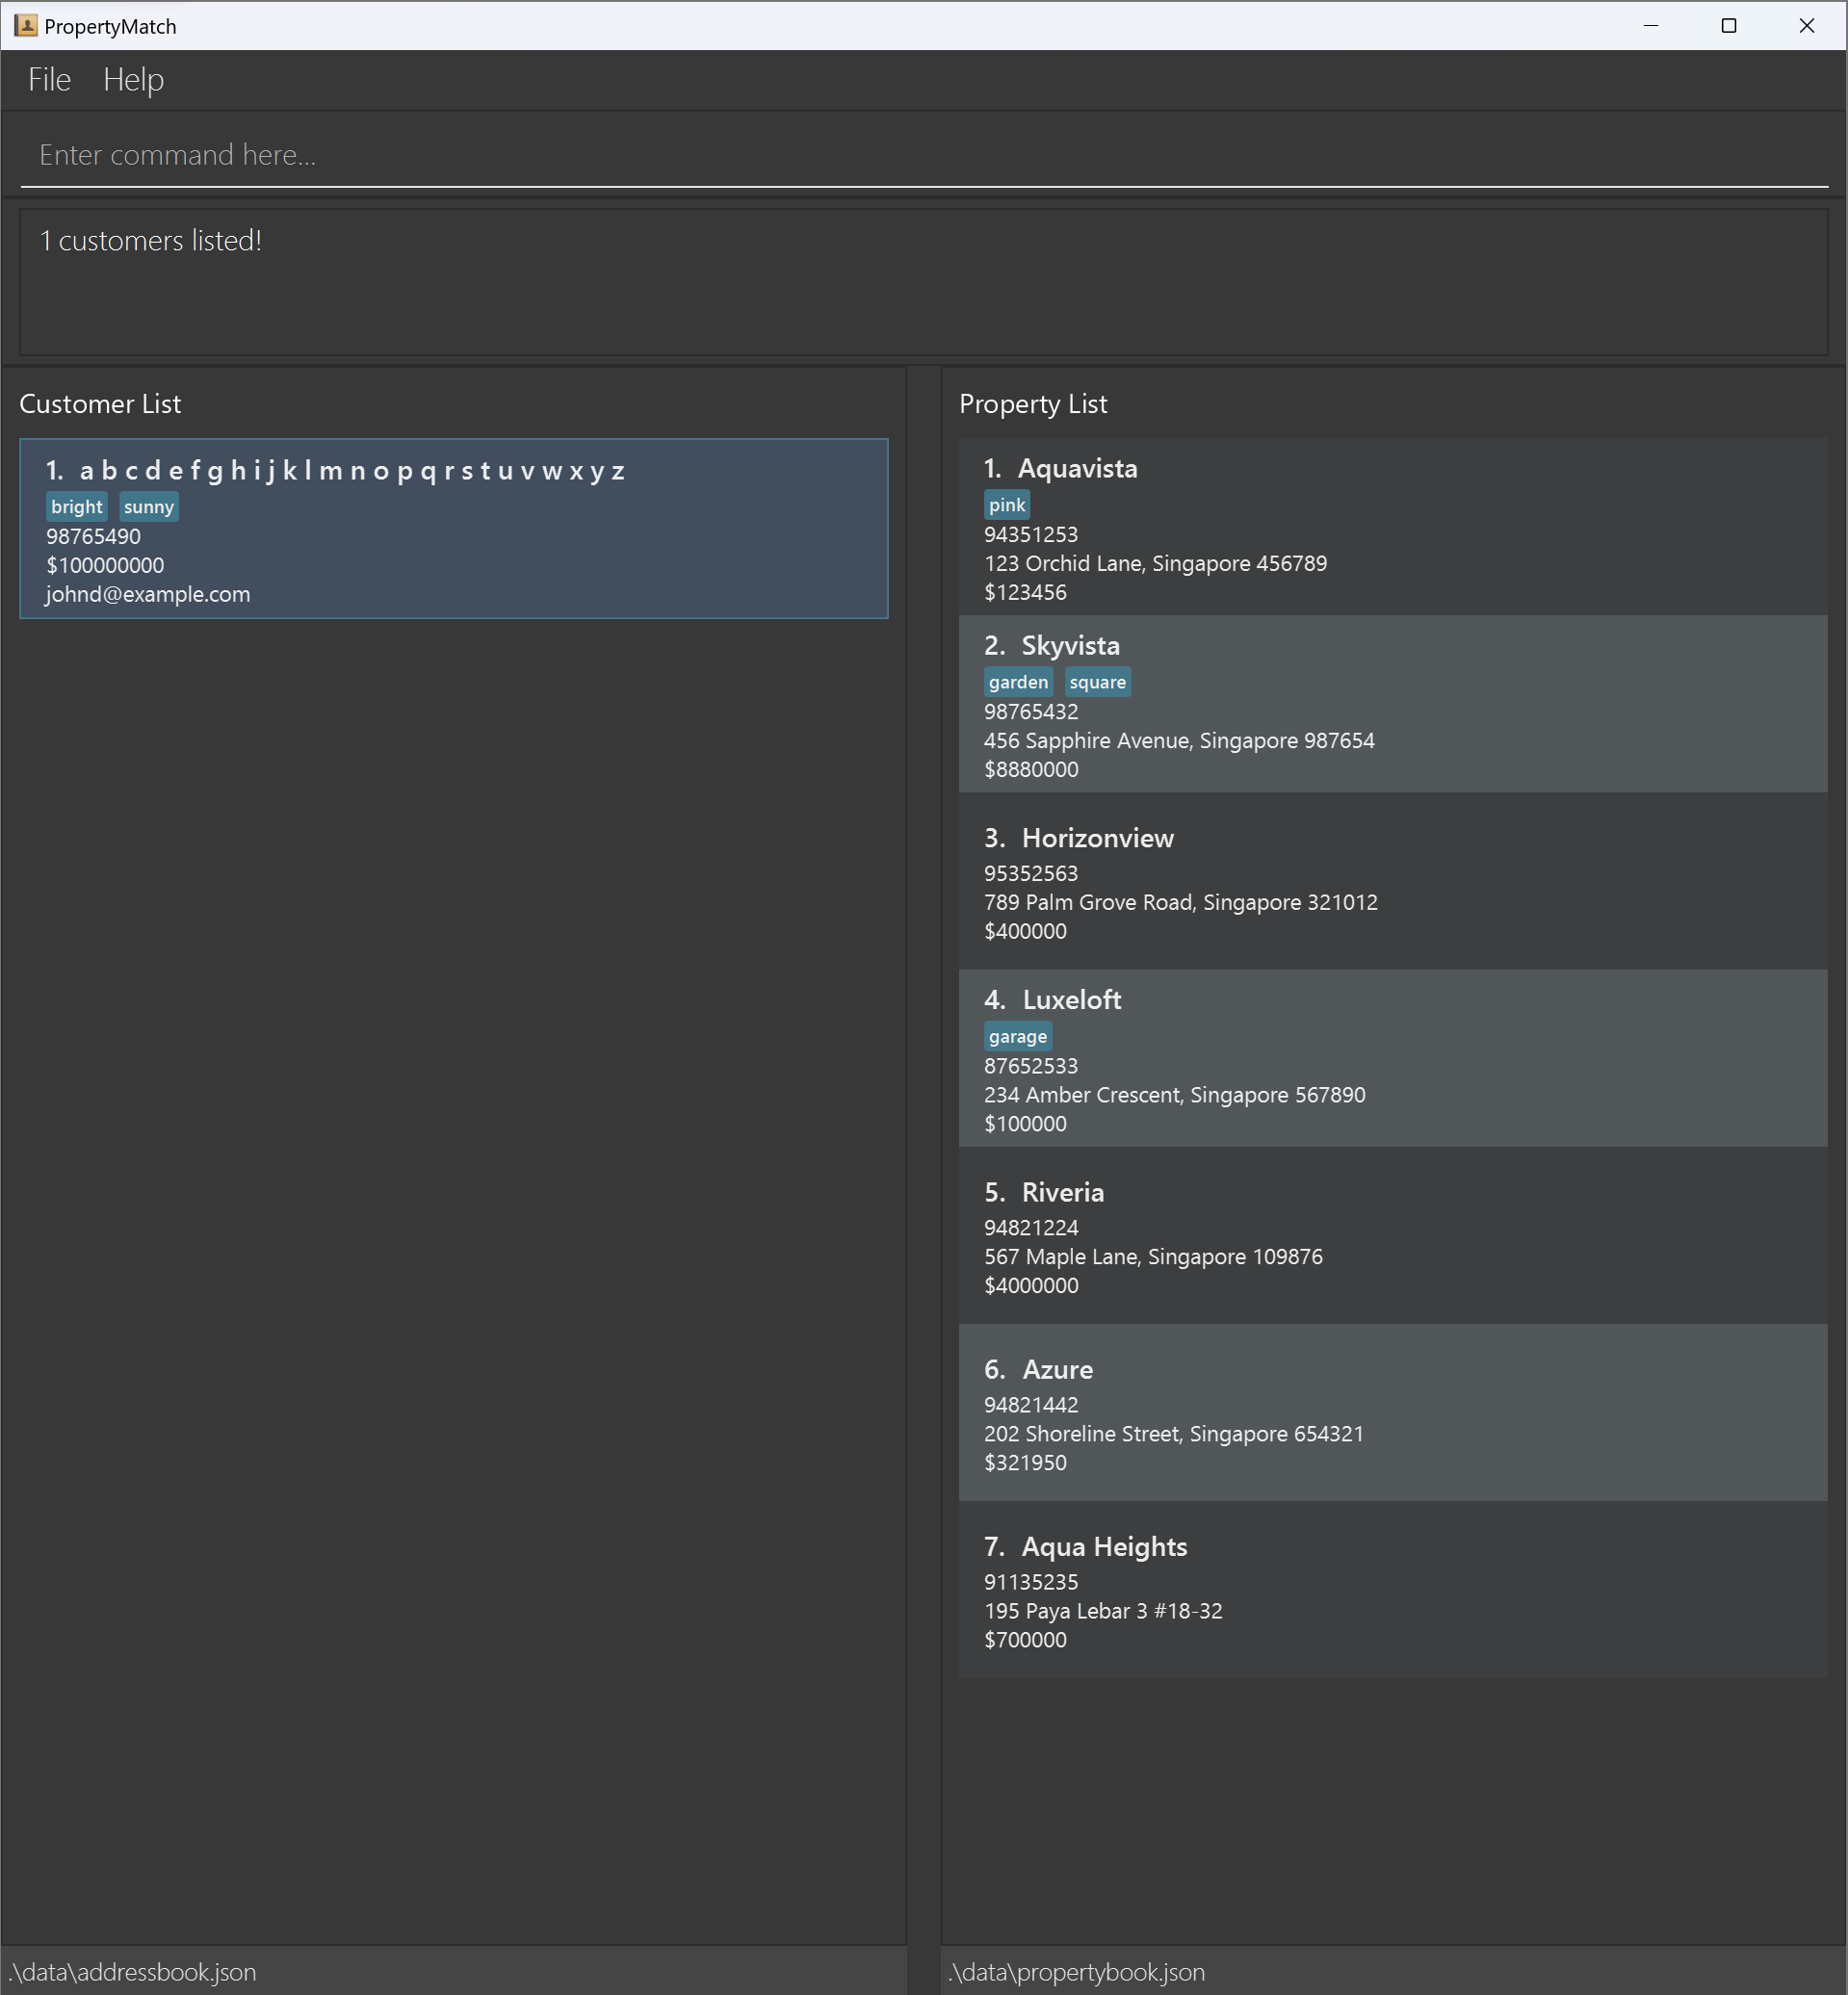 PropertyMatch
File Help
Enter command here...
1 customers listed!
Customer List
1. a b c d e f g h i j k l m n o p q r s t u v w x y z
bright sunny
98765490
$100000000
johnd@example.com
Property List
1. Aquavista
pink
94351253
123 Orchid Lane, Singapore 456789
$123456
2. Skyvista
garden square
98765432
456 Sapphire Avenue, Singapore 987654
$8880000
3. Horizonview
95352563
789 Palm Grove Road, Singapore 321012
$400000
4. Luxeloft
garage
87652533
234 Amber Crescent, Singapore 567890
$100000
5. Riveria
94821224
567 Maple Lane, Singapore 109876
$4000000
6. Azure
94821442
202 Shoreline Street, Singapore 654321
$321950
7. Aqua Heights
91135235
195 Paya Lebar 3 #18-32
$700000
.\data\addressbook.json
.\data\propertybook.json